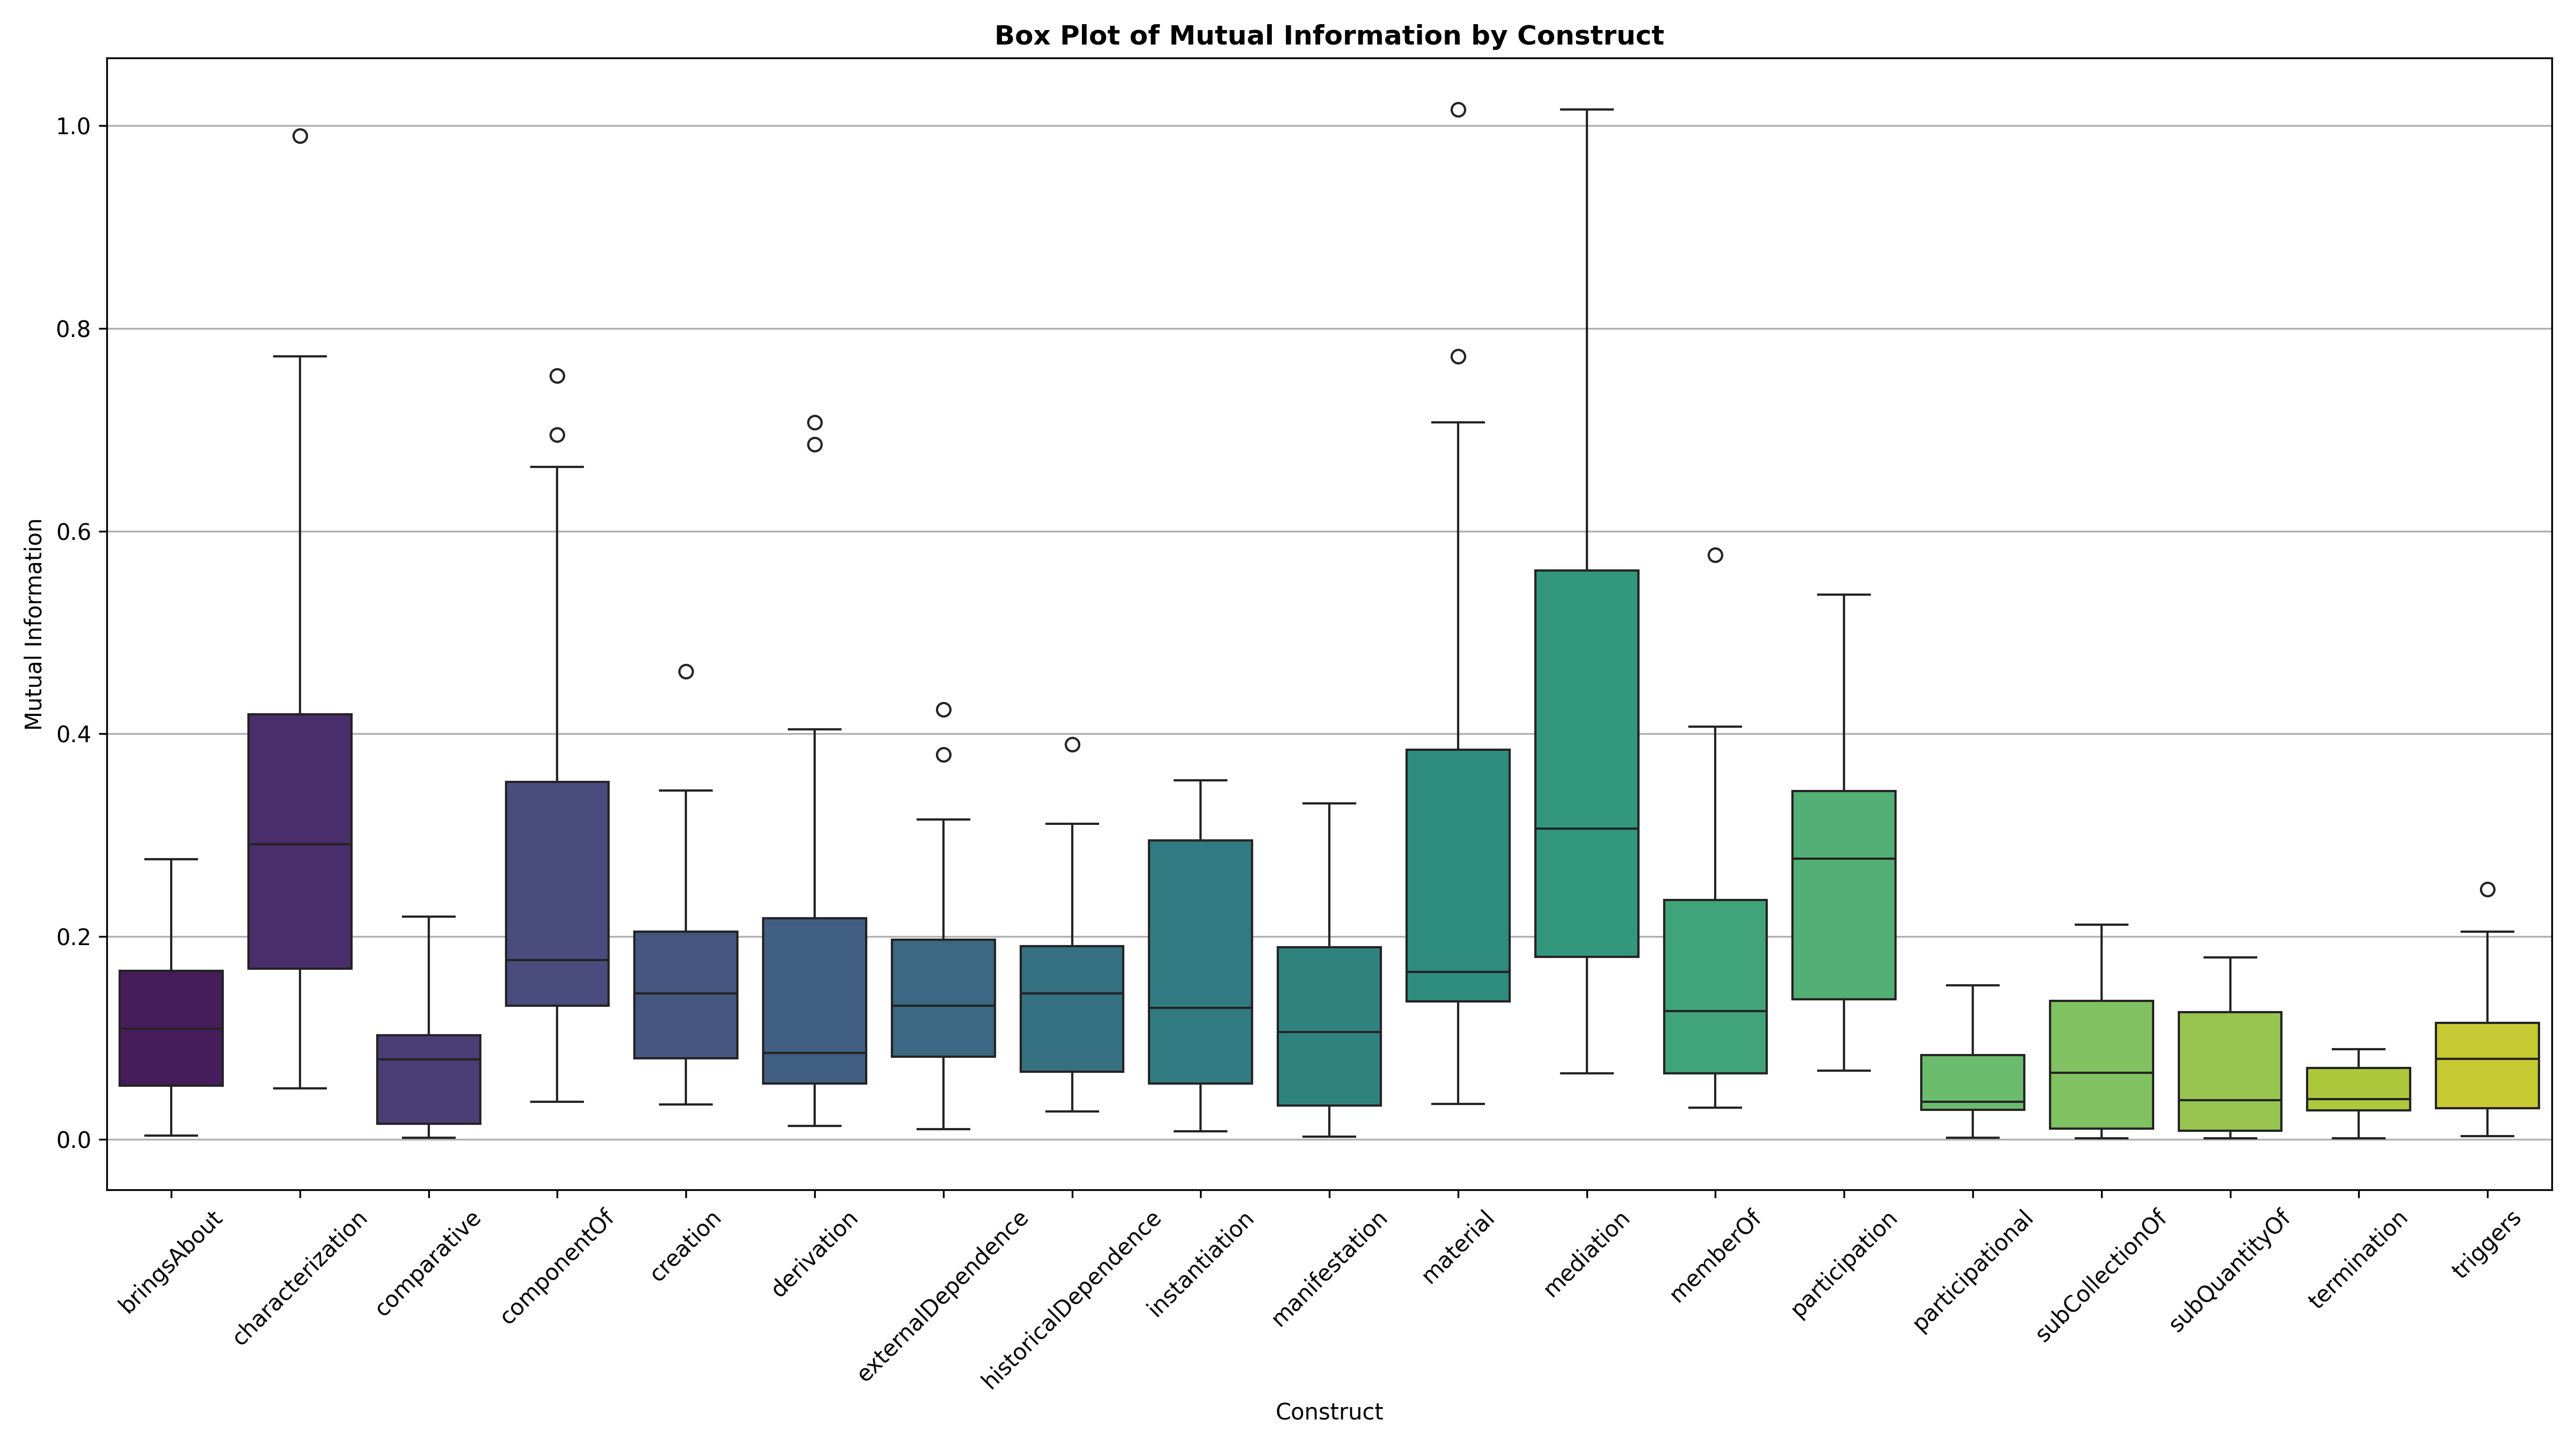 Box Plot of Mutual Information by Construct
Mutual Information
1.0
0.8
0.6
0.4
0.2
0.0
bringsAbout
characterization
comparative
componentOf
creation
derivation
externalDependence
historicalDependence
instantiation
manifestation
material
mediation
memberOf
participation
participational
subCollectionOf
subQuantityOf
termination
triggers
Construct